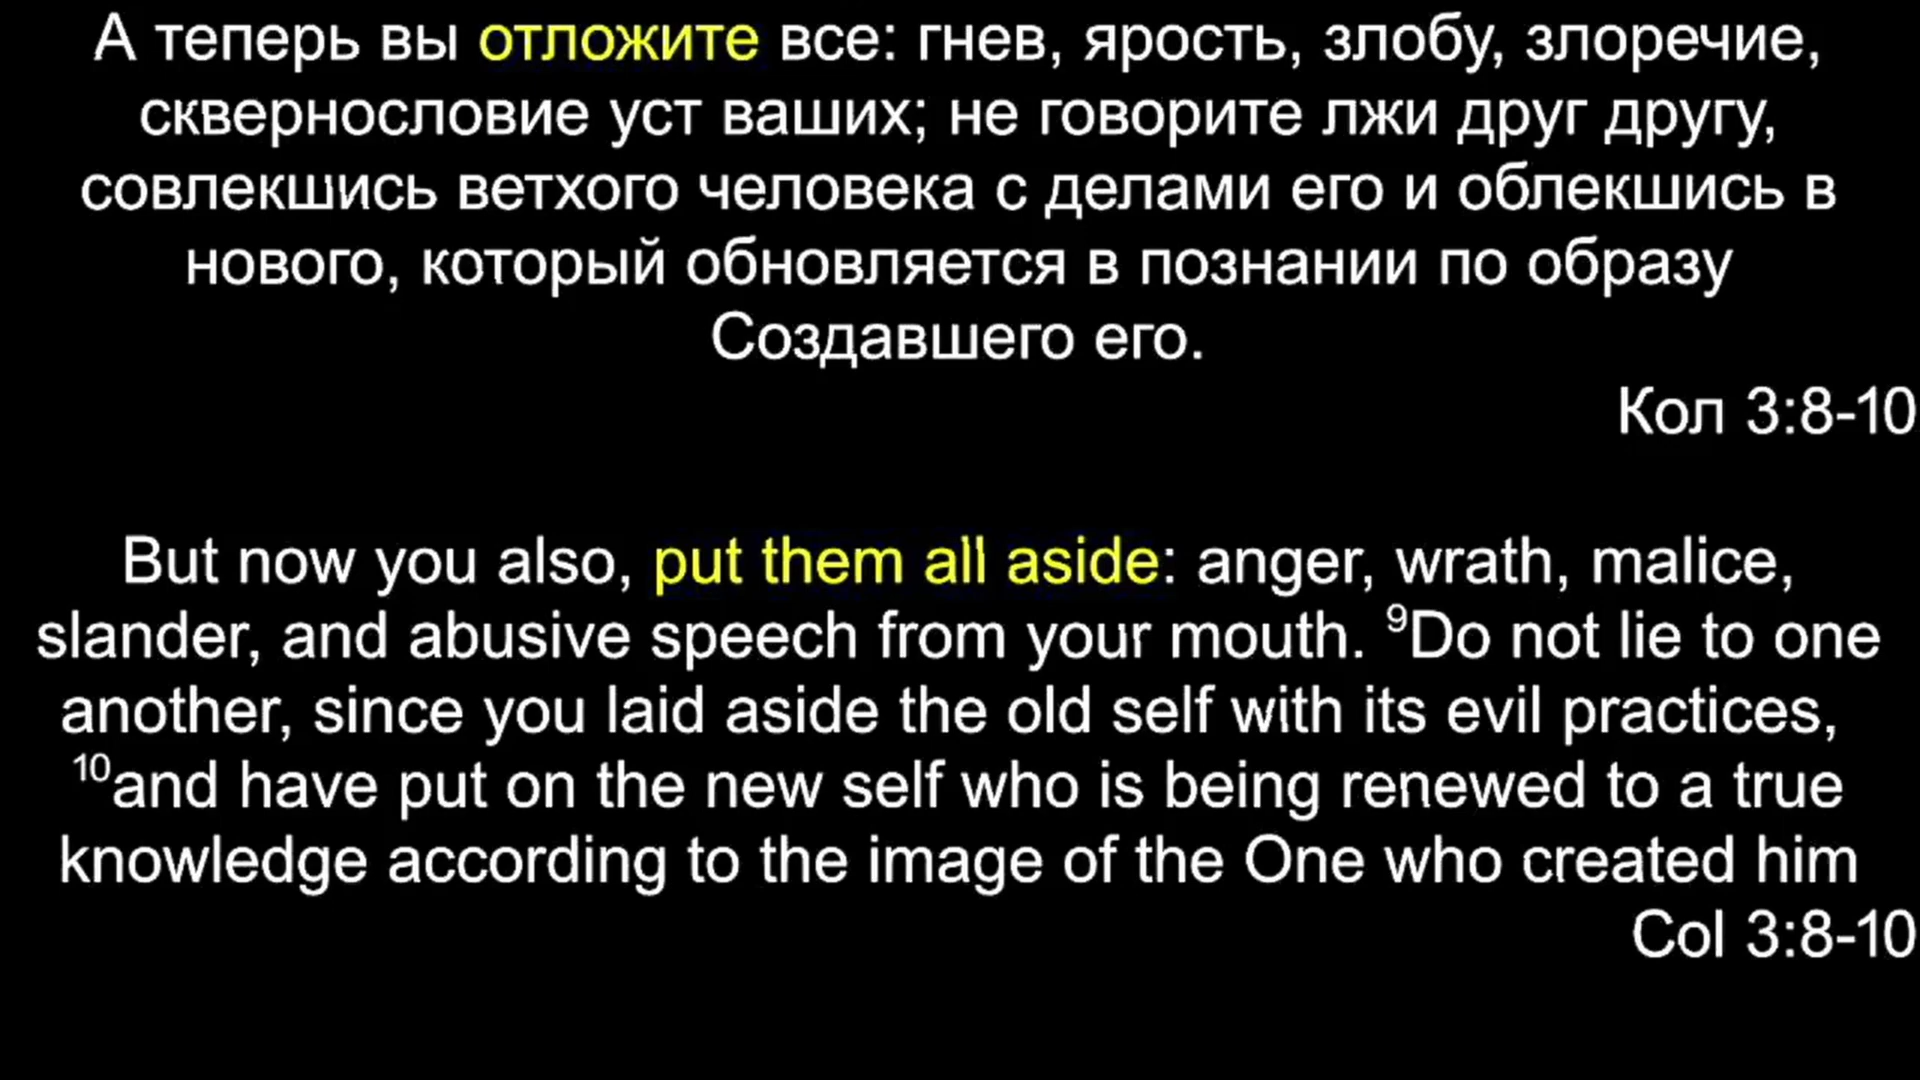 А теперь вы отложите все: гнев, ярость, злобу, злоречие,
сквернословие уст ваших; не говорите лжи друг другу,
совлекшись ветхого человека с делами его и облекшись в
нового, который обновляется в познании по образу
Создавшего его.
Кол 3:8-10
But now you also, put them all aside: anger, wrath, malice,
slander, and abusive speech from your mouth. ⁹Do not lie to one
another, since you laid aside the old self with its evil practices,
¹⁰and have put on the new self who is being renewed to a true
knowledge according to the image of the One who created him
Col 3:8-10